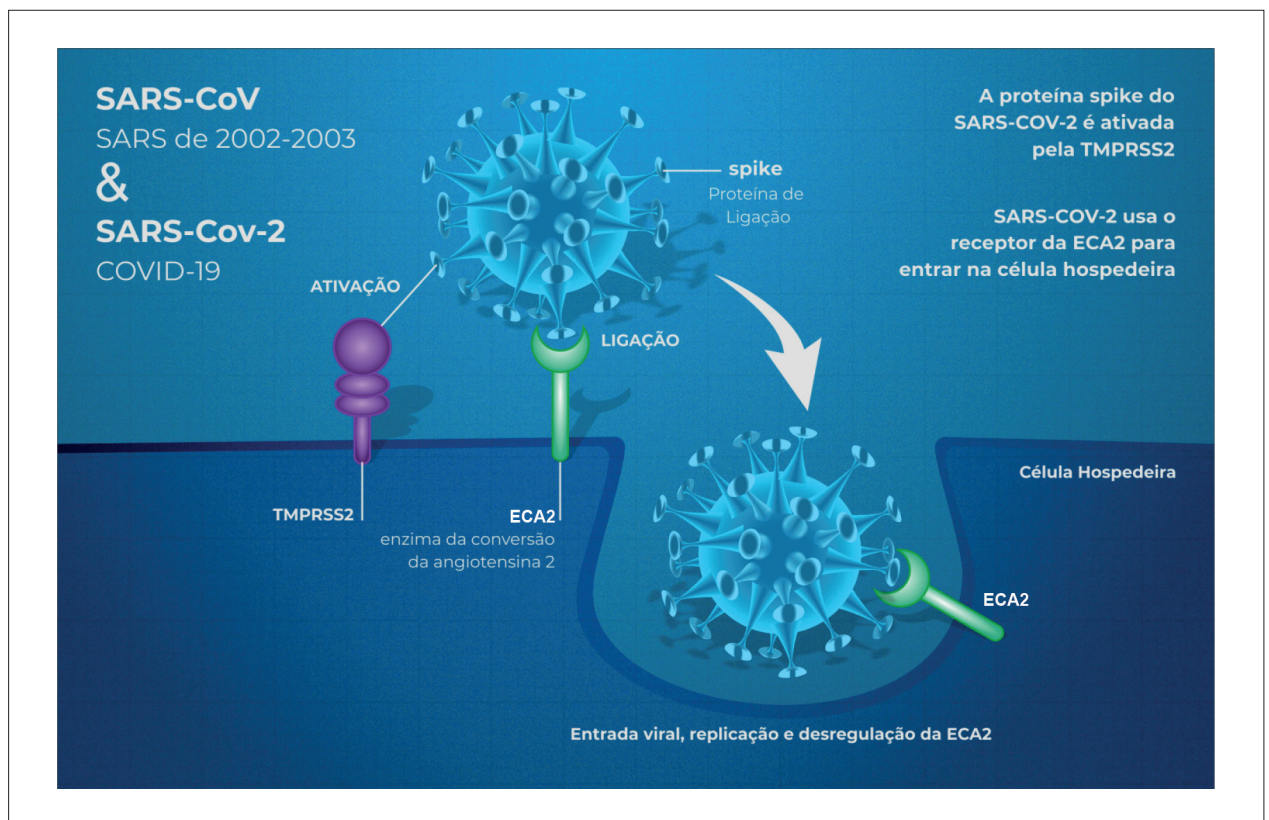 SARS-CoV
SARS de 2002-2003
&
SARS-Cov-2
COVID-19
A proteína spike do
SARS-COV-2 é ativada
pela TMPRSS2
SARS-COV-2 usa o
receptor da ECA2 para
entrar na célula hospedeira
spike
Proteína de
Ligação
ATIVAÇÃO
LIGAÇÃO
Célula Hospedeira
TMPRSS2
ECA2
enzima da conversão
da angiotensina 2
ECA2
Entrada viral, replicação e desregulação da ECA2